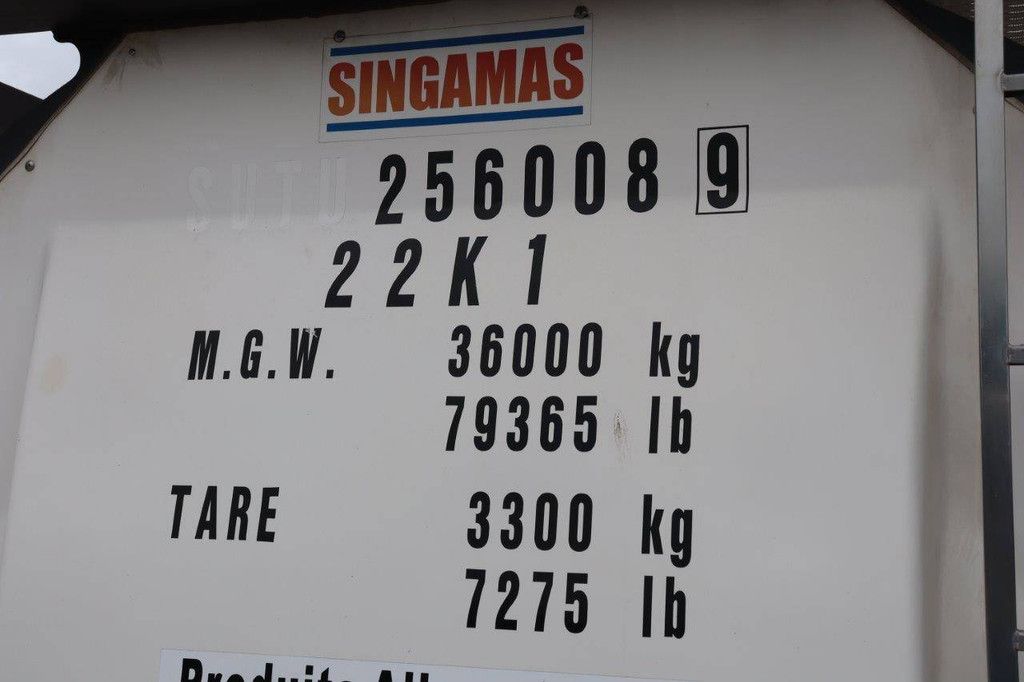 SINGAMAS
SUTU 256008 9
22K1
M.G.W. 36000 kg
79365 lb
TARE 3300 kg
7275 lb